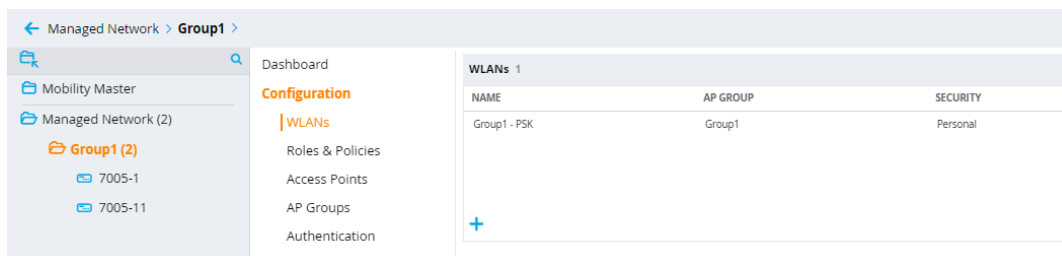 Managed Network > Group1 >
Mobility Master
Managed Network (2)
Group1 (2)
7005-1
7005-11
Dashboard
Configuration
WLANs
Roles & Policies
Access Points
AP Groups
Authentication
WLANs 1
NAME AP GROUP SECURITY
Group1 - PSK Group1 Personal